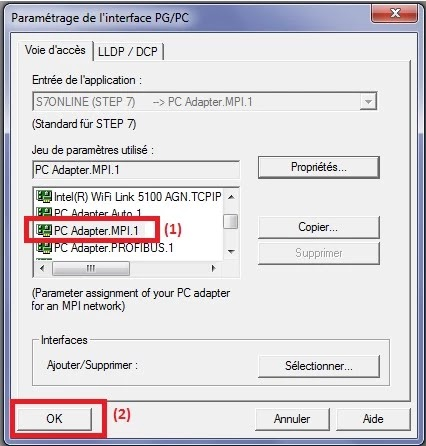 Paramétrage de l'interface PG/PC
Voie d'accès
LLDP / DCP
Entrée de l'application :
S7ONLINE (STEP 7) --> PC Adapter.MPI.1
(Standard für STEP 7)
Jeu de paramètres utilisé :
PC Adapter.MPI.1
Propriétés...
Intel(R) WiFi Link 5100 AGN.TCPIP
PC Adapter.Auto.1
PC Adapter.MPI.1 (1)
PC Adapter.PROFIBUS.1
Copier...
Supprimer
(Parameter assignment of your PC adapter
for an MPI network)
Interfaces
Ajouter/Supprimer :
Sélectionner...
OK (2)
Annuler
Aide